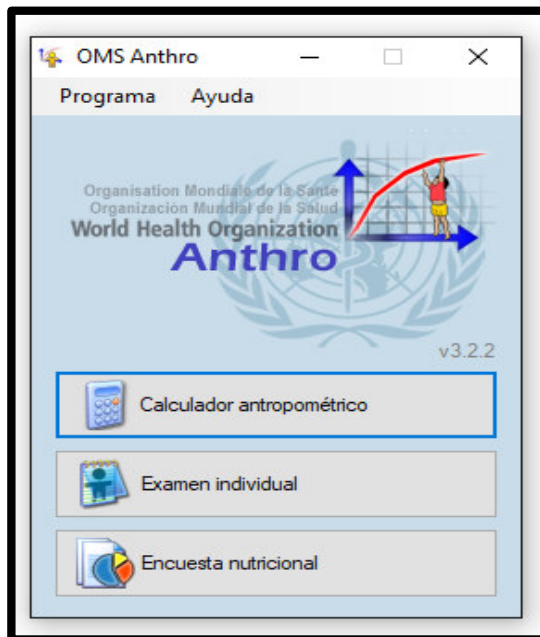 OMS Anthro
Programa Ayuda
Organisation Mondiale de la Santé
Organización Mundial de la Salud
World Health Organization
Anthro
v3.2.2
Calculador antropométrico
Examen individual
Encuesta nutricional